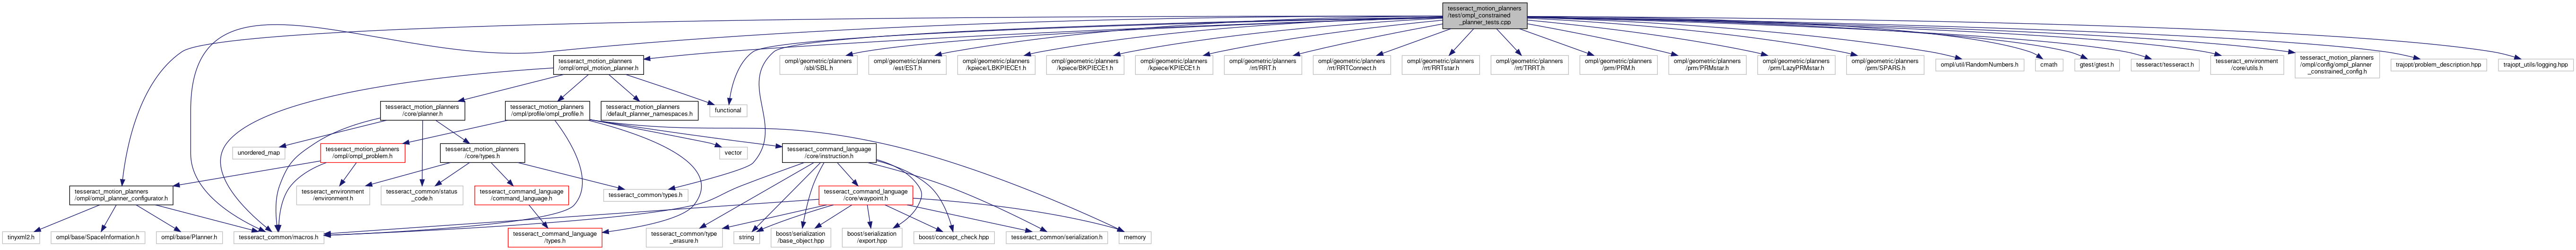 tesseract_motion_planners
/test/ompl_constrained
_planner_tests.cpp
tesseract_motion_planners
/ompl/ompl_motion_planner.h
ompl/geometric/planners
/sbl/SBL.h
ompl/geometric/planners
/est/EST.h
ompl/geometric/planners
/kpiece/LBKPIECE1.h
ompl/geometric/planners
/kpiece/BKPIECE1.h
ompl/geometric/planners
/kpiece/KPIECE1.h
ompl/geometric/planners
/rrt/RRT.h
ompl/geometric/planners
/rrt/RRTConnect.h
ompl/geometric/planners
/rrt/RRTstar.h
ompl/geometric/planners
/rrt/TRRT.h
ompl/geometric/planners
/prm/PRM.h
ompl/geometric/planners
/prm/PRMstar.h
ompl/geometric/planners
/prm/LazyPRMstar.h
ompl/geometric/planners
/prm/SPARS.h
ompl/util/RandomNumbers.h
cmath
gtest/gtest.h
tesseract/tesseract.h
tesseract_environment
/core/utils.h
tesseract_motion_planners
/ompl/config/ompl_planner
_constrained_config.h
trajopt/problem_description.hpp
trajopt_utils/logging.hpp
tesseract_motion_planners
/core/planner.h
tesseract_motion_planners
/ompl/profile/ompl_profile.h
tesseract_motion_planners
/default_planner_namespaces.h
functional
unordered_map
tesseract_motion_planners
/ompl/ompl_problem.h
tesseract_motion_planners
/core/types.h
vector
tesseract_command_language
/core/instruction.h
tesseract_motion_planners
/ompl/ompl_planner_configurator.h
tesseract_environment
/environment.h
tesseract_common/status
_code.h
tesseract_command_language
/command_language.h
tesseract_common/types.h
tesseract_command_language
/core/waypoint.h
tinyxml2.h
ompl/base/SpaceInformation.h
ompl/base/Planner.h
tesseract_common/macros.h
tesseract_command_language
/types.h
tesseract_common/type
_erasure.h
string
boost/serialization
/base_object.hpp
boost/serialization
/export.hpp
boost/concept_check.hpp
tesseract_common/serialization.h
memory